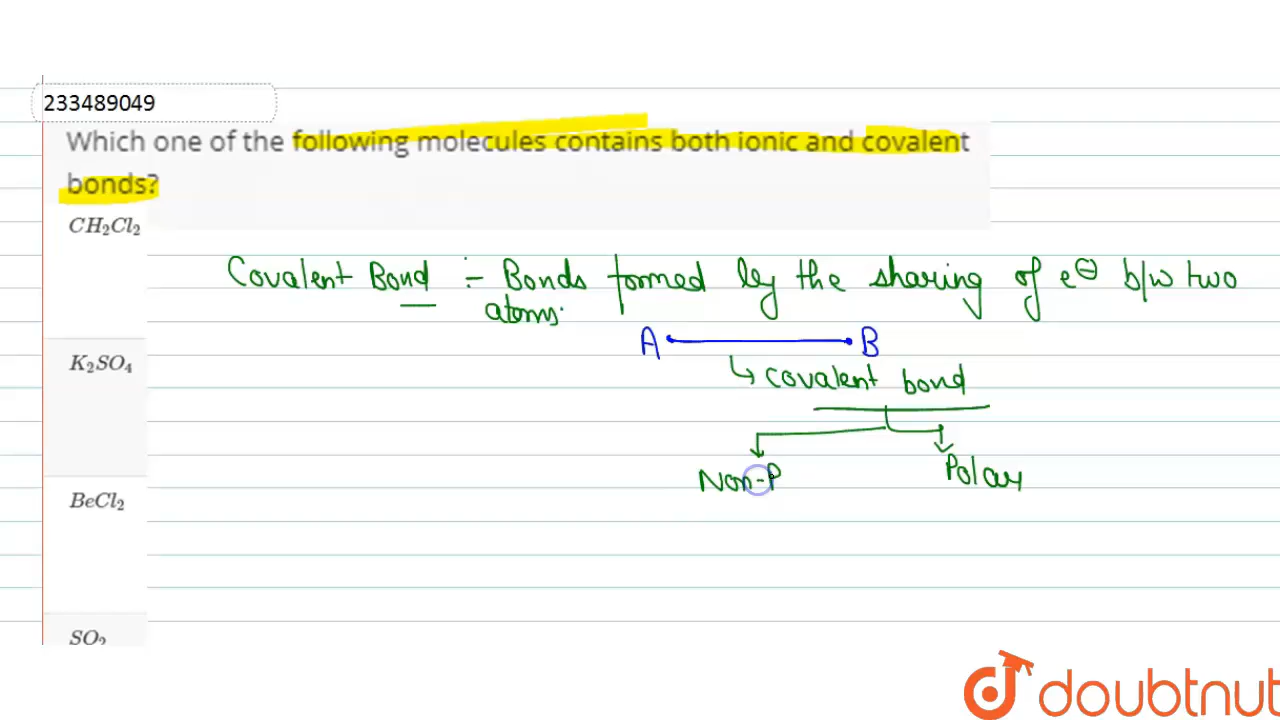 233489049
Which one of the following molecules contains both ionic and covalent
bonds?
CH₂Cl₂
Covalent Bond :- Bonds formed by the sharing of e⊖ b/w two
atoms.
A B
↳ covalent bond
K₂SO₄
Non-P Polar
BeCl₂
SO₂
doubtnut